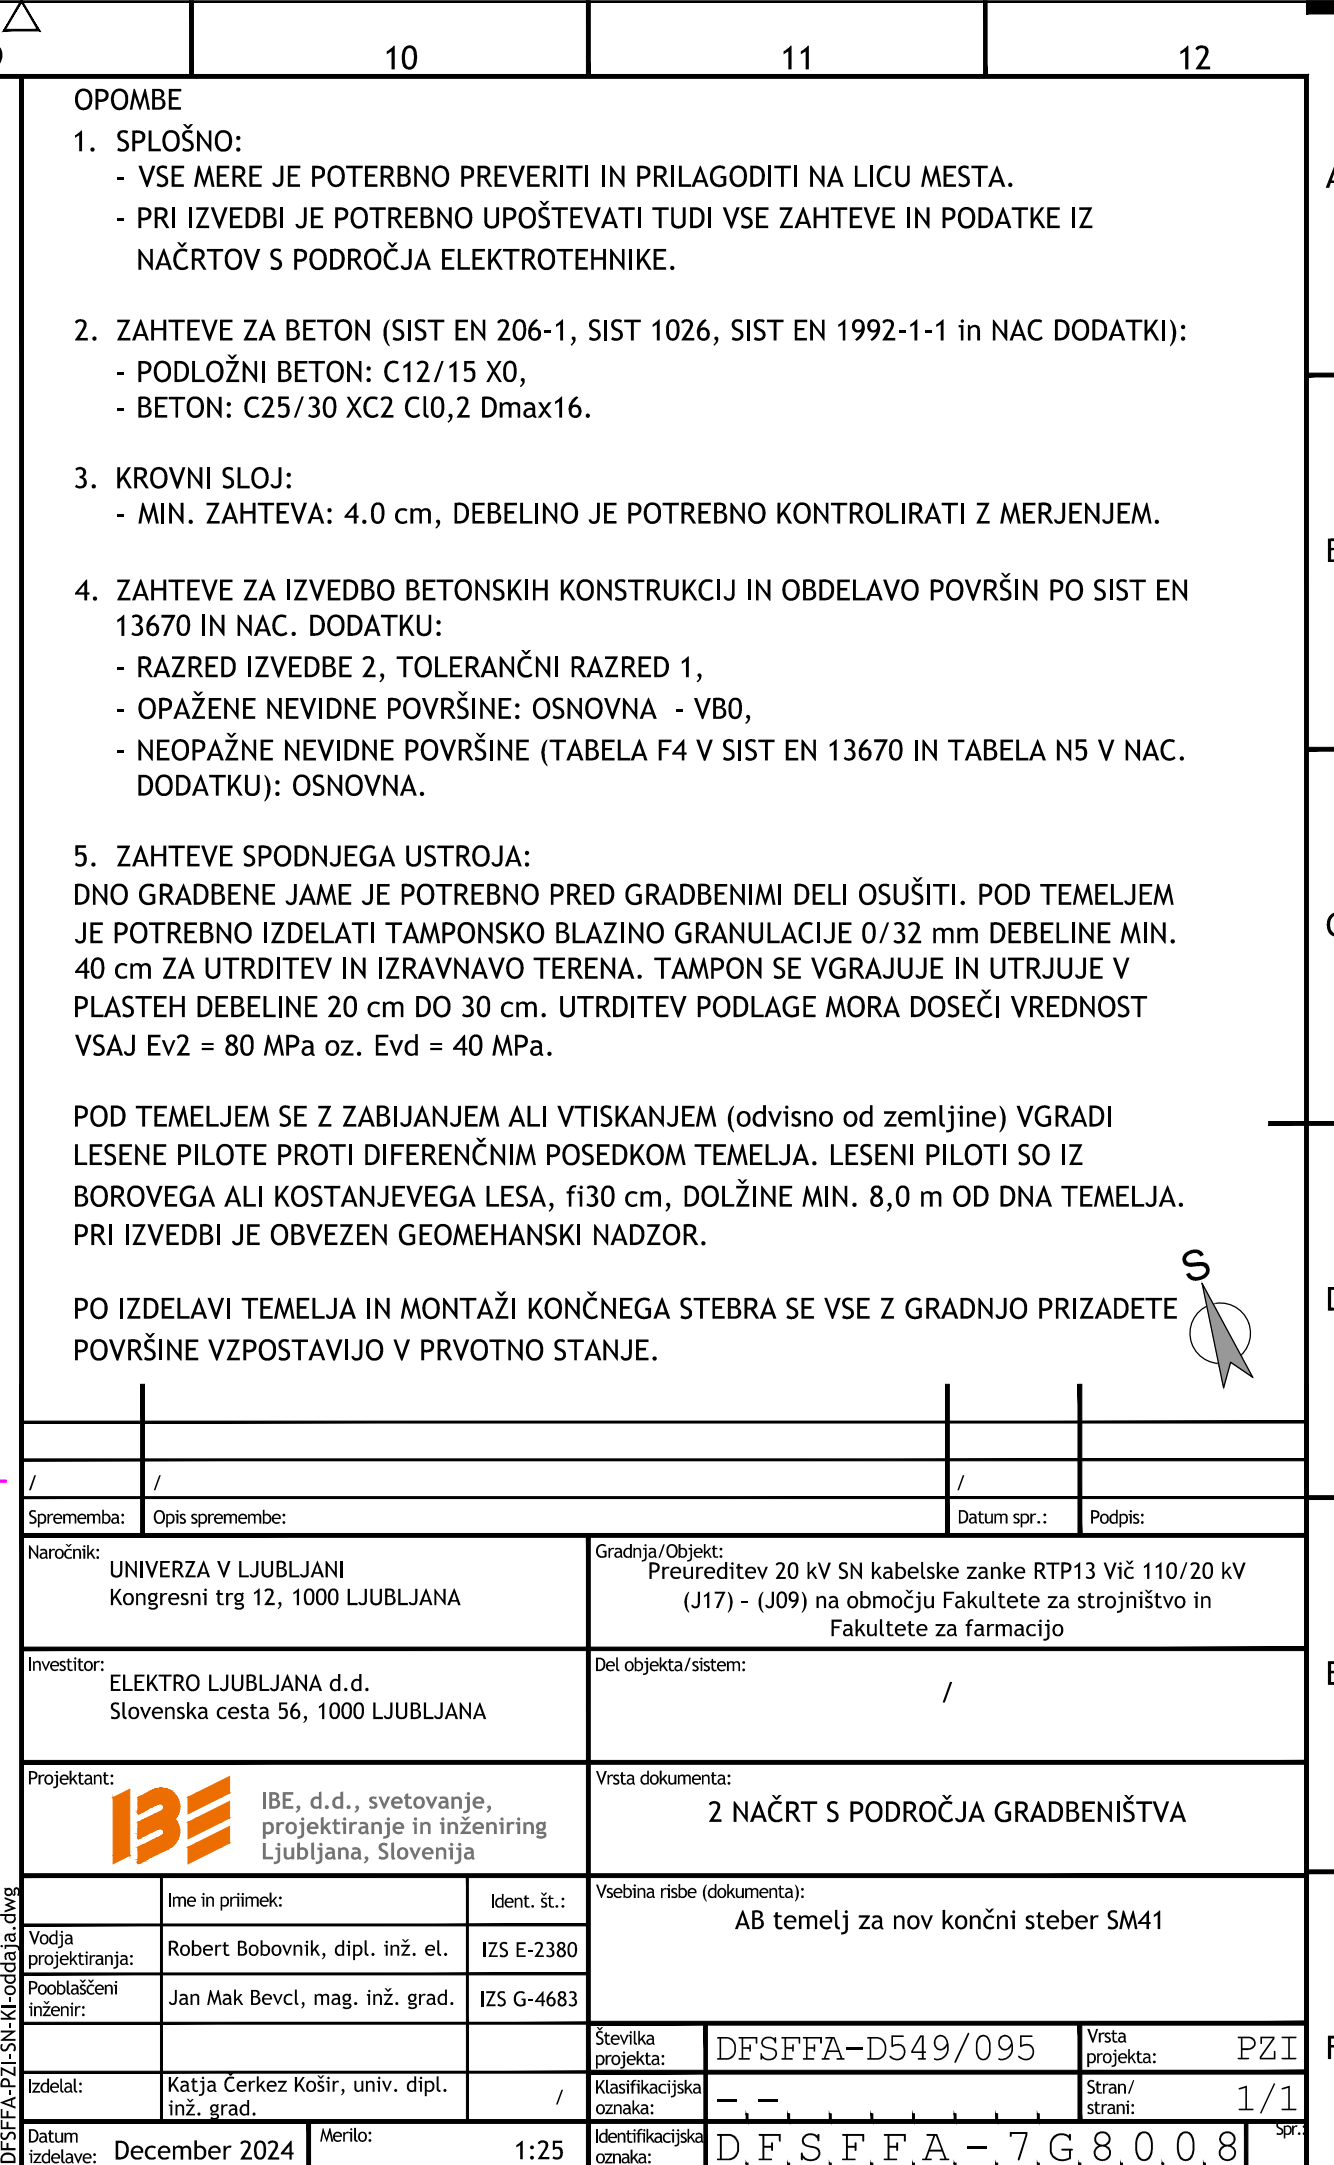 10 11 12
OPOMBE
1. SPLOŠNO:
- VSE MERE JE POTERBNO PREVERITI IN PRILAGODITI NA LICU MESTA.
- PRI IZVEDBI JE POTREBNO UPOŠTEVATI TUDI VSE ZAHTEVE IN PODATKE IZ
NAČRTOV S PODROČJA ELEKTROTEHNIKE.
2. ZAHTEVE ZA BETON (SIST EN 206-1, SIST 1026, SIST EN 1992-1-1 in NAC DODATKI):
- PODLOŽNI BETON: C12/15 X0,
- BETON: C25/30 XC2 Cl0,2 Dmax16.
3. KROVNI SLOJ:
- MIN. ZAHTEVA: 4.0 cm, DEBELINO JE POTREBNO KONTROLIRATI Z MERJENJEM.
4. ZAHTEVE ZA IZVEDBO BETONSKIH KONSTRUKCIJ IN OBDELAVO POVRŠIN PO SIST EN
13670 IN NAC. DODATKU:
- RAZRED IZVEDBE 2, TOLERANČNI RAZRED 1,
- OPAŽENE NEVIDNE POVRŠINE: OSNOVNA - VB0,
- NEOPAŽNE NEVIDNE POVRŠINE (TABELA F4 V SIST EN 13670 IN TABELA N5 V NAC.
DODATKU): OSNOVNA.
5. ZAHTEVE SPODNJEGA USTROJA:
DNO GRADBENE JAME JE POTREBNO PRED GRADBENIMI DELI OSUŠITI. POD TEMELJEM
JE POTREBNO IZDELATI TAMPONSKO BLAZINO GRANULACIJE 0/32 mm DEBELINE MIN.
40 cm ZA UTRDITEV IN IZRAVNAVO TERENA. TAMPON SE VGRAJUJE IN UTRJUJE V
PLASTEH DEBELINE 20 cm DO 30 cm. UTRDITEV PODLAGE MORA DOSEČI VREDNOST
VSAJ Ev2 = 80 MPa oz. Evd = 40 MPa.
POD TEMELJEM SE Z ZABIJANJEM ALI VTISKANJEM (odvisno od zemljine) VGRADI
LESENE PILOTE PROTI DIFERENČNIM POSEDKOM TEMELJA. LESENI PILOTI SO IZ
BOROVEGA ALI KOSTANJEVEGA LESA, fi30 cm, DOLŽINE MIN. 8,0 m OD DNA TEMELJA.
PRI IZVEDBI JE OBVEZEN GEOMEHANSKI NADZOR.
S
PO IZDELAVI TEMELJA IN MONTAŽI KONČNEGA STEBRA SE VSE Z GRADNJO PRIZADETE
POVRŠINE VZPOSTAVIJO V PRVOTNO STANJE.
/ / /
Sprememba: Opis spremembe: Datum spr.: Podpis:
Naročnik:
UNIVERZA V LJUBLJANI
Kongresni trg 12, 1000 LJUBLJANA
Gradnja/Objekt:
Preureditev 20 kV SN kabelske zanke RTP13 Vič 110/20 kV
(J17) - (J09) na območju Fakultete za strojništvo in
Fakultete za farmacijo
Investitor:
ELEKTRO LJUBLJANA d.d.
Slovenska cesta 56, 1000 LJUBLJANA
Del objekta/sistem:
/
Projektant:
IBE
IBE, d.d., svetovanje,
projektiranje in inženiring
Ljubljana, Slovenija
Vrsta dokumenta:
2 NAČRT S PODROČJA GRADBENIŠTVA
Ime in priimek: Ident. št.:
Vodja
projektiranja:
Robert Bobovnik, dipl. inž. el. IZS E-2380
Pooblaščeni
inženir:
Jan Mak Bevcl, mag. inž. grad. IZS G-4683
Izdelal:
Katja Čerkez Košir, univ. dipl.
inž. grad.
/
Datum
izdelave:
December 2024
Merilo:
1:25
Vsebina risbe (dokumenta):
AB temelj za nov končni steber SM41
Številka
projekta:
DFSFFA-D549/095
Vrsta
projekta:
PZI
Klasifikacijska
oznaka:
- -
Stran/
strani:
1/1
Identifikacijska
oznaka:
DFSFFA-7G8008
Spr.:
DFSFFA-PZI-SN-KI-oddaja.dwg